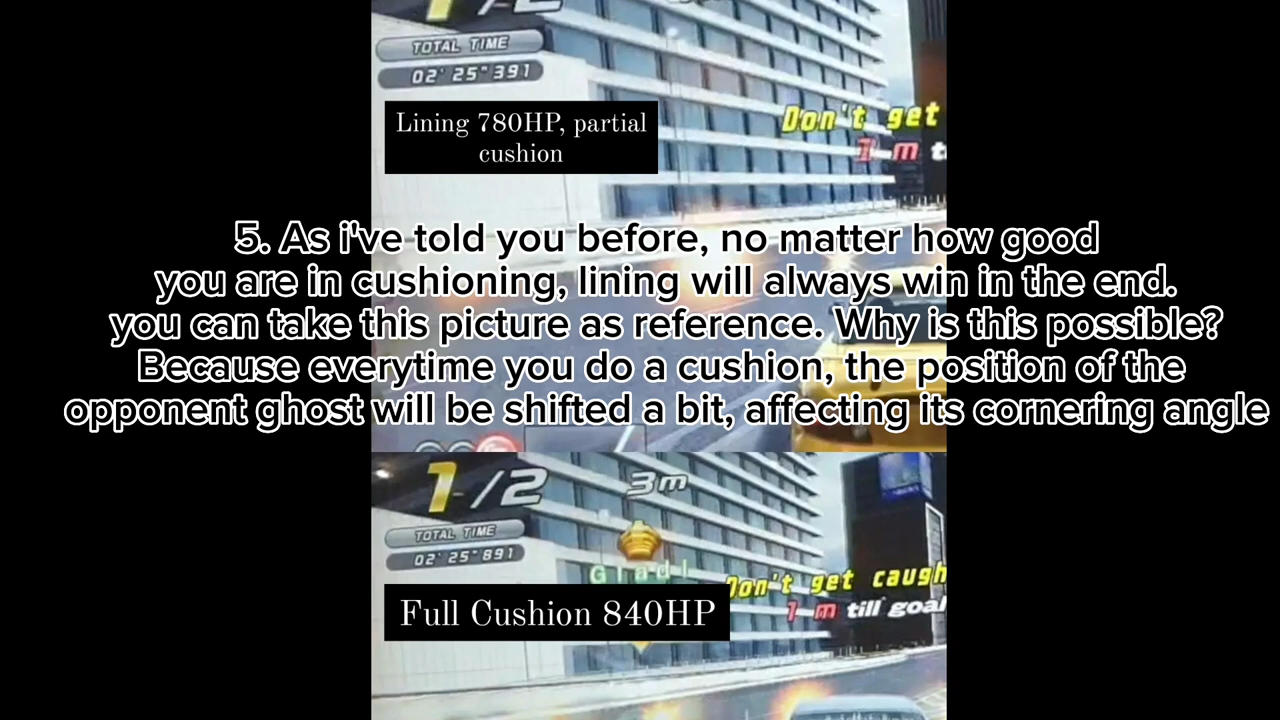 1/2
TOTAL TIME
02'25"391
Lining 780HP, partial
cushion
Don't get
1 m t
5. As i've told you before, no matter how good
you are in cushioning, lining will always win in the end.
you can take this picture as reference. Why is this possible?
Because everytime you do a cushion, the position of the
opponent ghost will be shifted a bit, affecting its cornering angle
1/2
3m
TOTAL TIME
02'25"891
Gladl
Don't get caugh
1 m till goal
Full Cushion 840HP